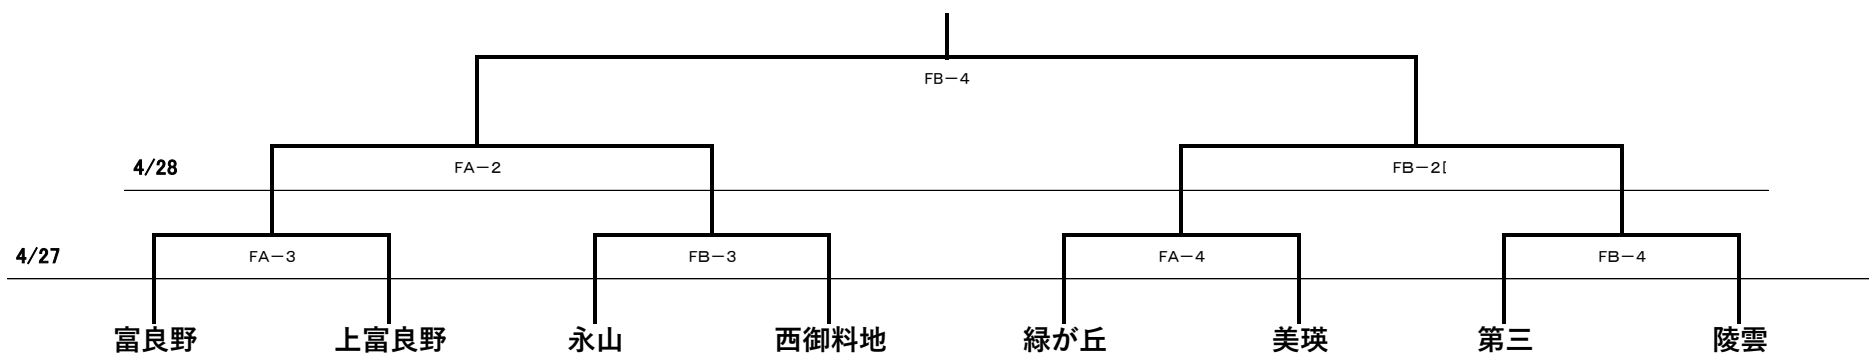 FB－4
4/28
FA－2
FB－2[
4/27
FA－3
FB－3
FA－4
FB－4
富良野
上富良野
永山
西御料地
緑が丘
美瑛
第三
陵雲